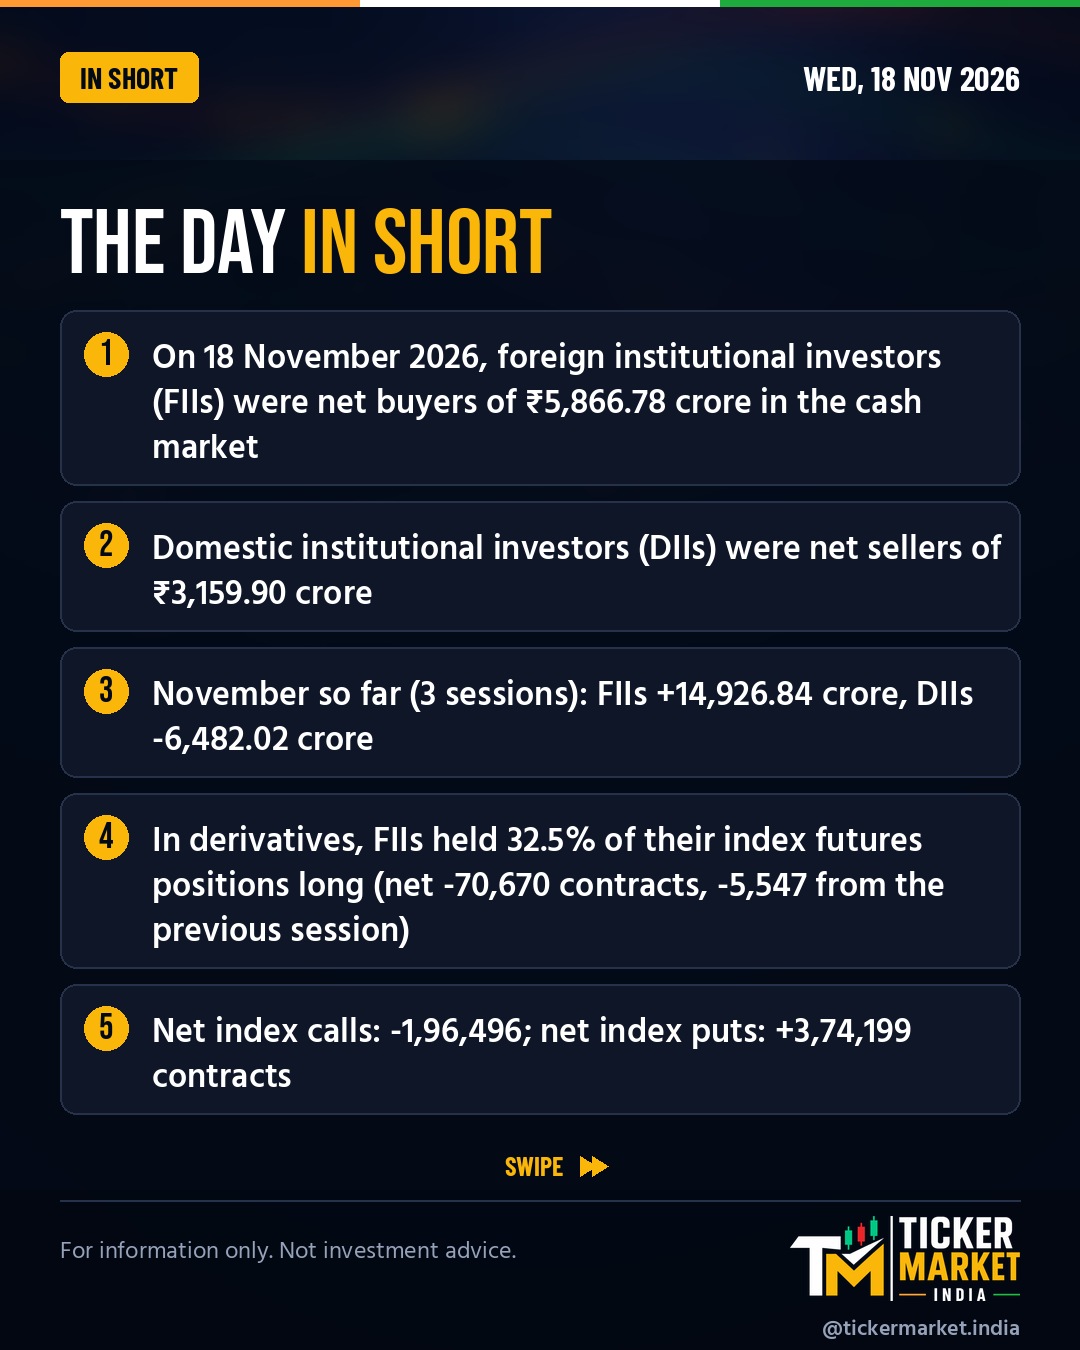 IN SHORT
WED, 18 NOV 2026
THE DAY IN SHORT
1
On 18 November 2026, foreign institutional investors
(FIIs) were net buyers of ₹5,866.78 crore in the cash
market
2
Domestic institutional investors (DIIs) were net sellers of
₹3,159.90 crore
3
November so far (3 sessions): FIIs +14,926.84 crore, DIIs
-6,482.02 crore
4
In derivatives, FIIs held 32.5% of their index futures
positions long (net -70,670 contracts, -5,547 from the
previous session)
5
Net index calls: -1,96,496; net index puts: +3,74,199
contracts
SWIPE
For information only. Not investment advice.
TM
TICKER
MARKET
INDIA
@tickermarket.india